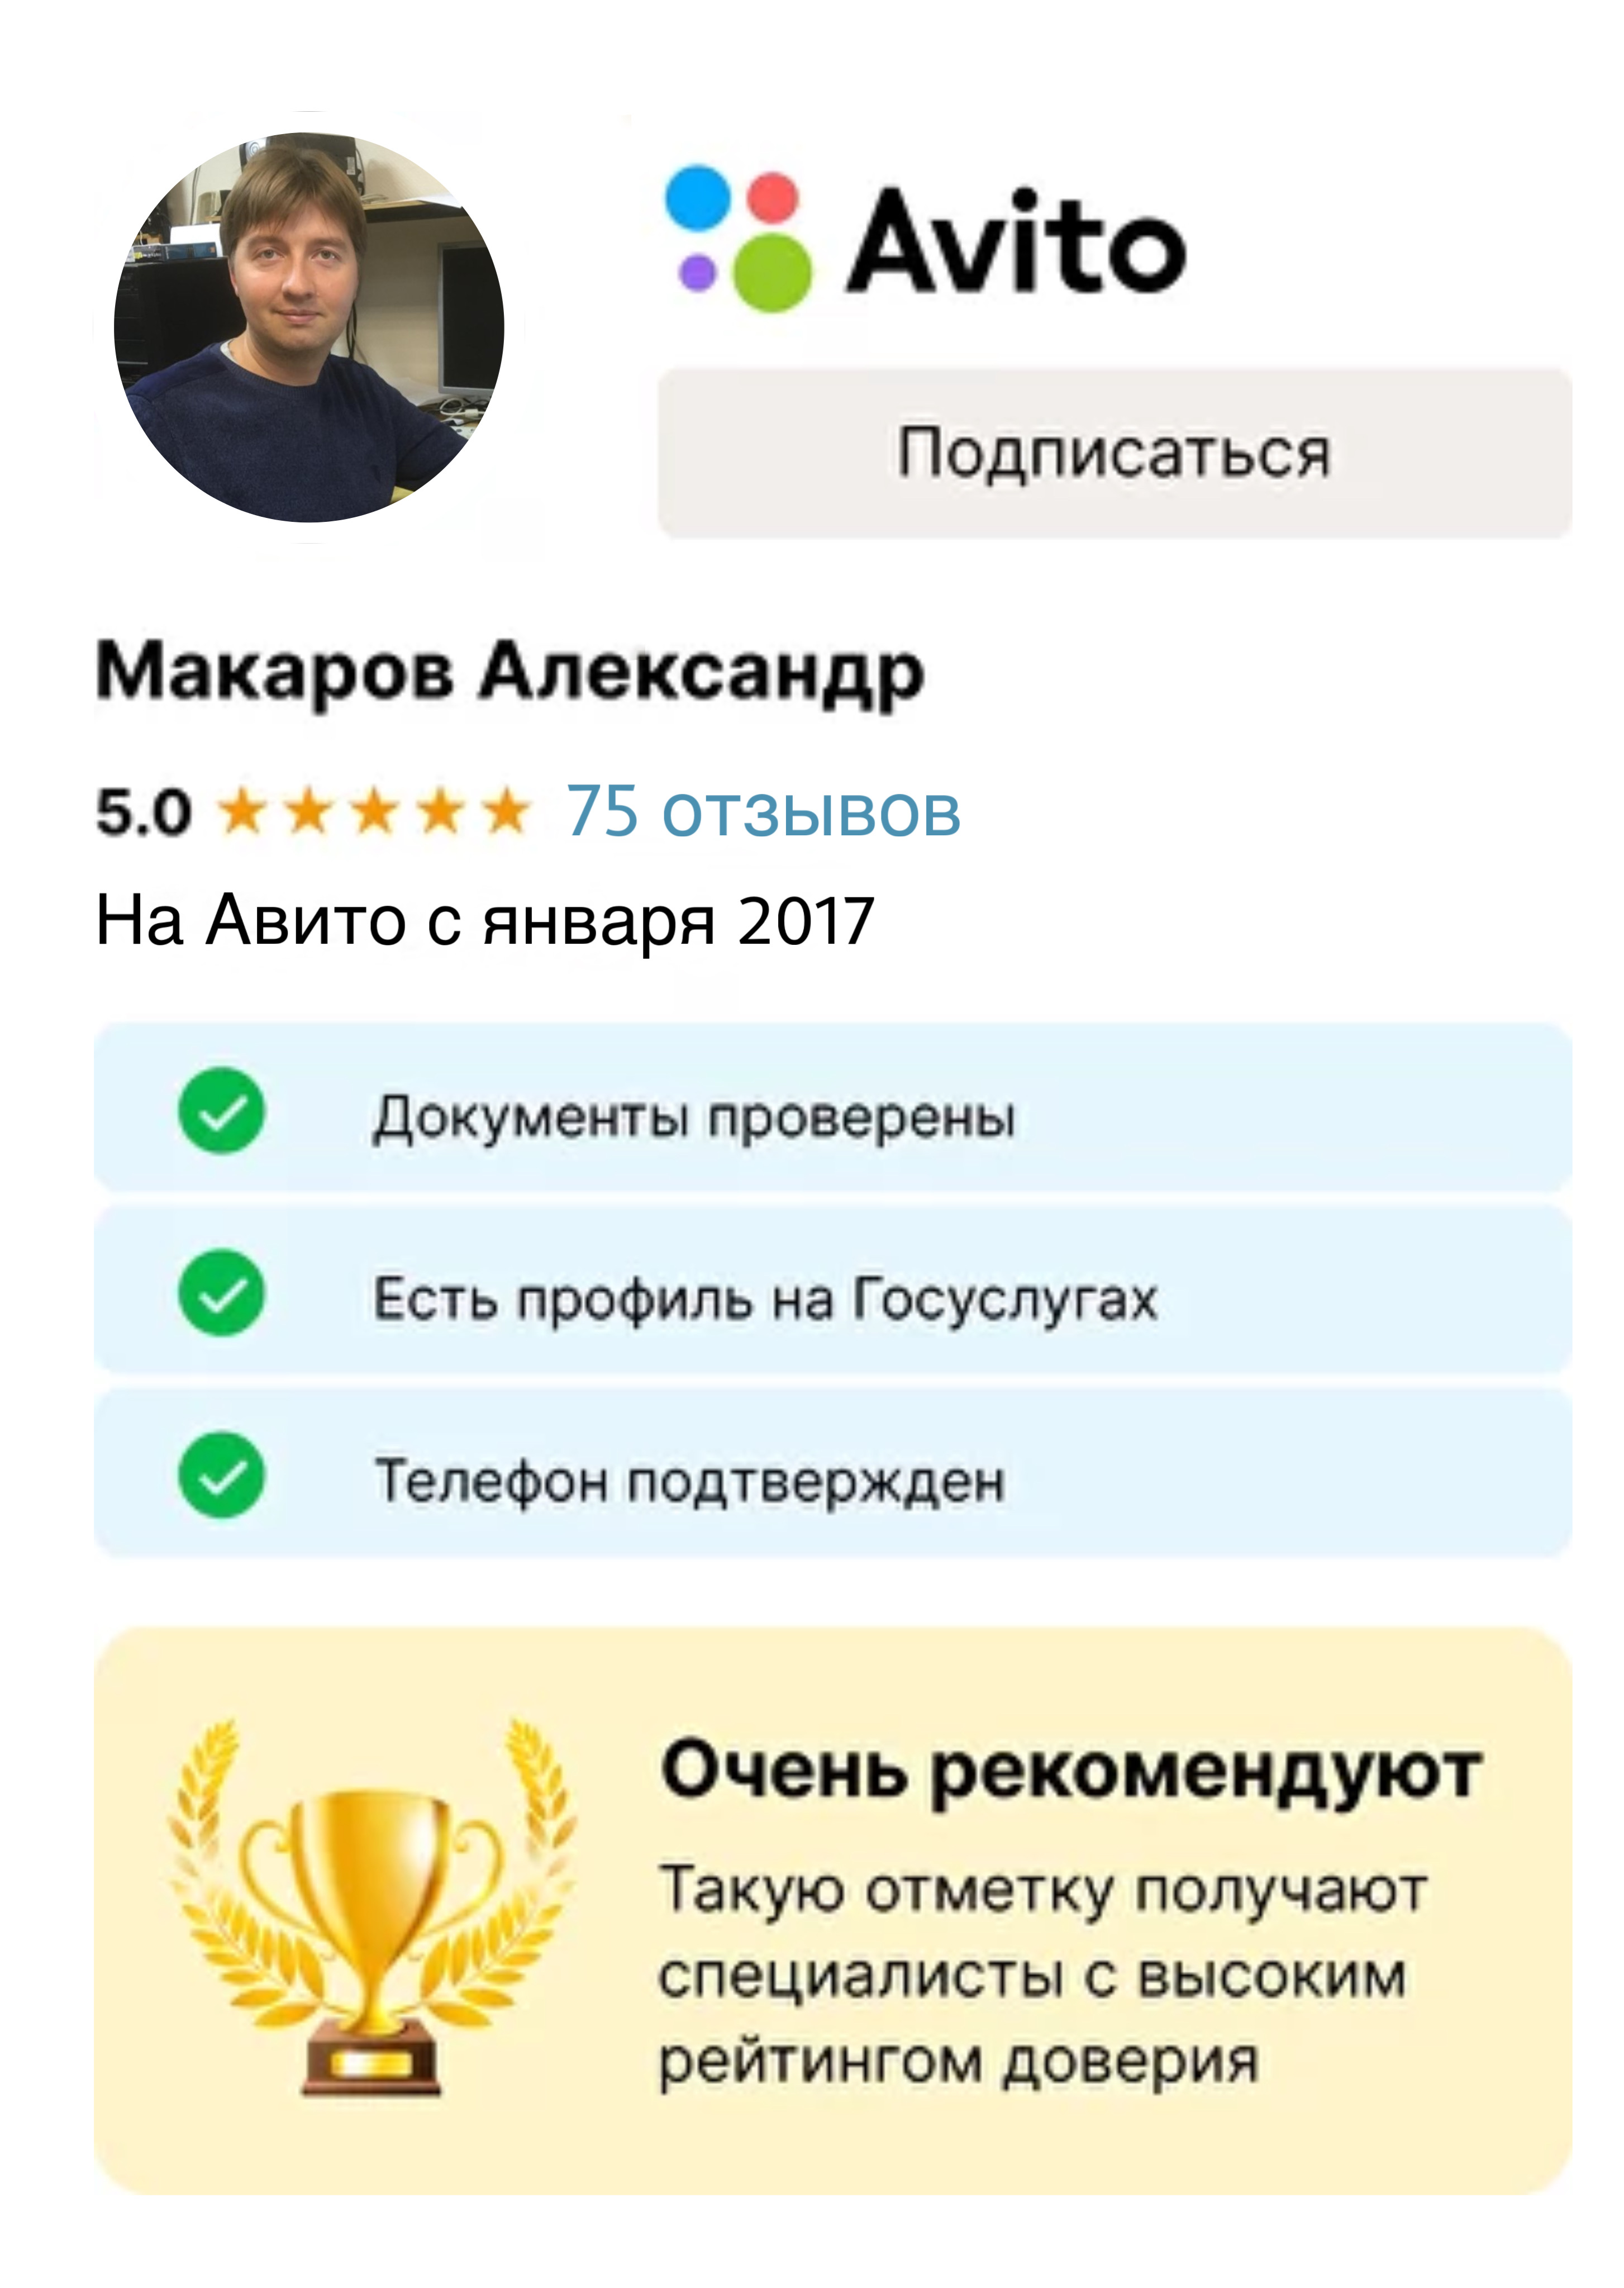 Avito
Подписаться
Макаров Александр
5.0 ★★★★★ 75 отзывов
На Авито с января 2017
Документы проверены
Есть профиль на Госуслугах
Телефон подтвержден
Очень рекомендуют
Такую отметку получают
специалисты с высоким
рейтингом доверия